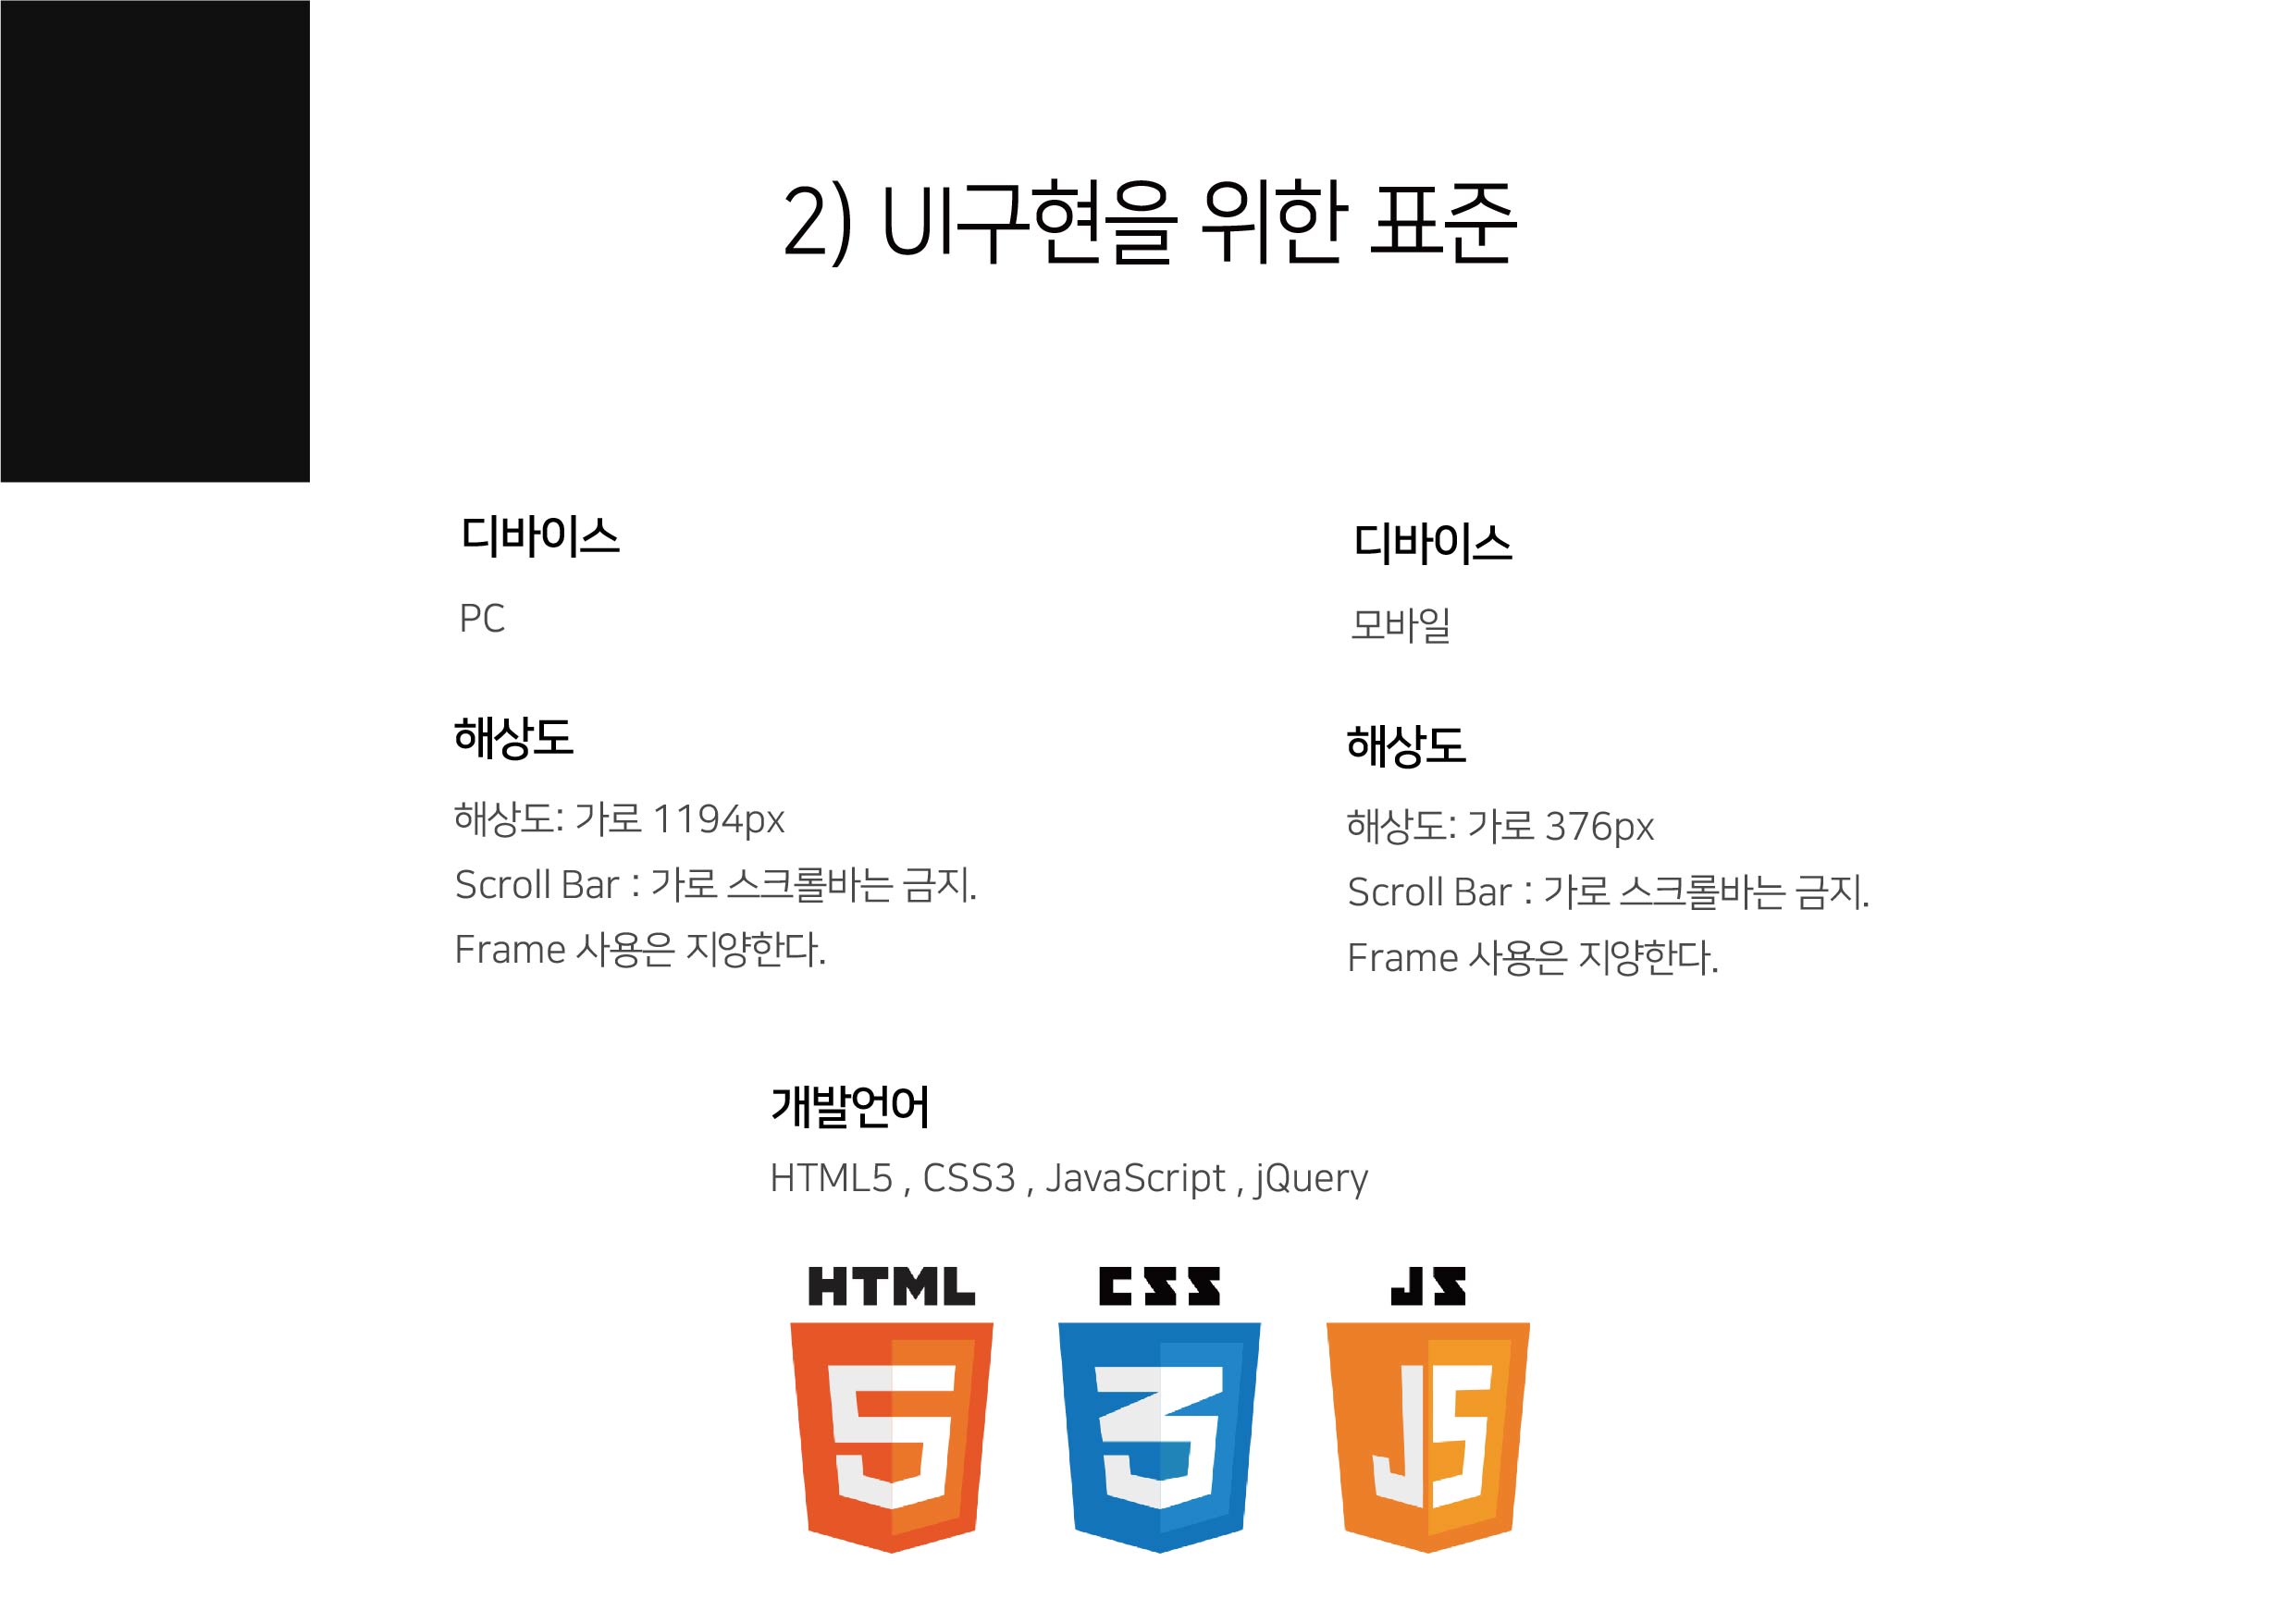 2) UI구현을 위한 표준
디바이스
PC
해상도
해상도: 가로 1194px
Scroll Bar : 가로 스크롤바는 금지.
Frame 사용은 지양한다.
디바이스
모바일
해상도
해상도: 가로 376px
Scroll Bar : 가로 스크롤바는 금지.
Frame 사용은 지양한다.
개발언어
HTML5 , CSS3 , JavaScript , jQuery
HTML CSS JS
5 3 JS